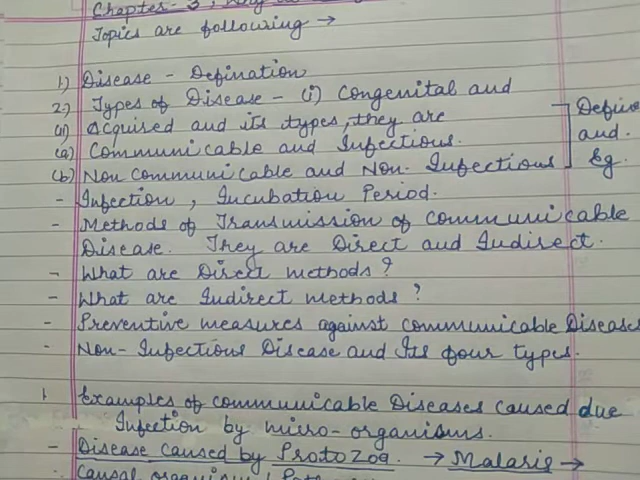 Chapter - 3
Topics are following →
1) Disease - Defination
2) Types of Disease - (i) Congenital and
(ii) Acquired and its types, they are
(a) Communicable and Infectious.
(b) Non Communicable and Non-Infectious
Define
and
Eg.
- Infection, Incubation Period.
- Methods of Transmission of Communicable
Disease. They are Direct and Indirect.
- What are Direct methods?
- What are Indirect methods?
- Preventive measures against communicable Diseases
- Non-Infectious Disease and Its four types.
Examples of communicable Diseases caused due
Infection by micro-organisms.
- Disease caused by Protozoa. → Malaria →
Causal organism